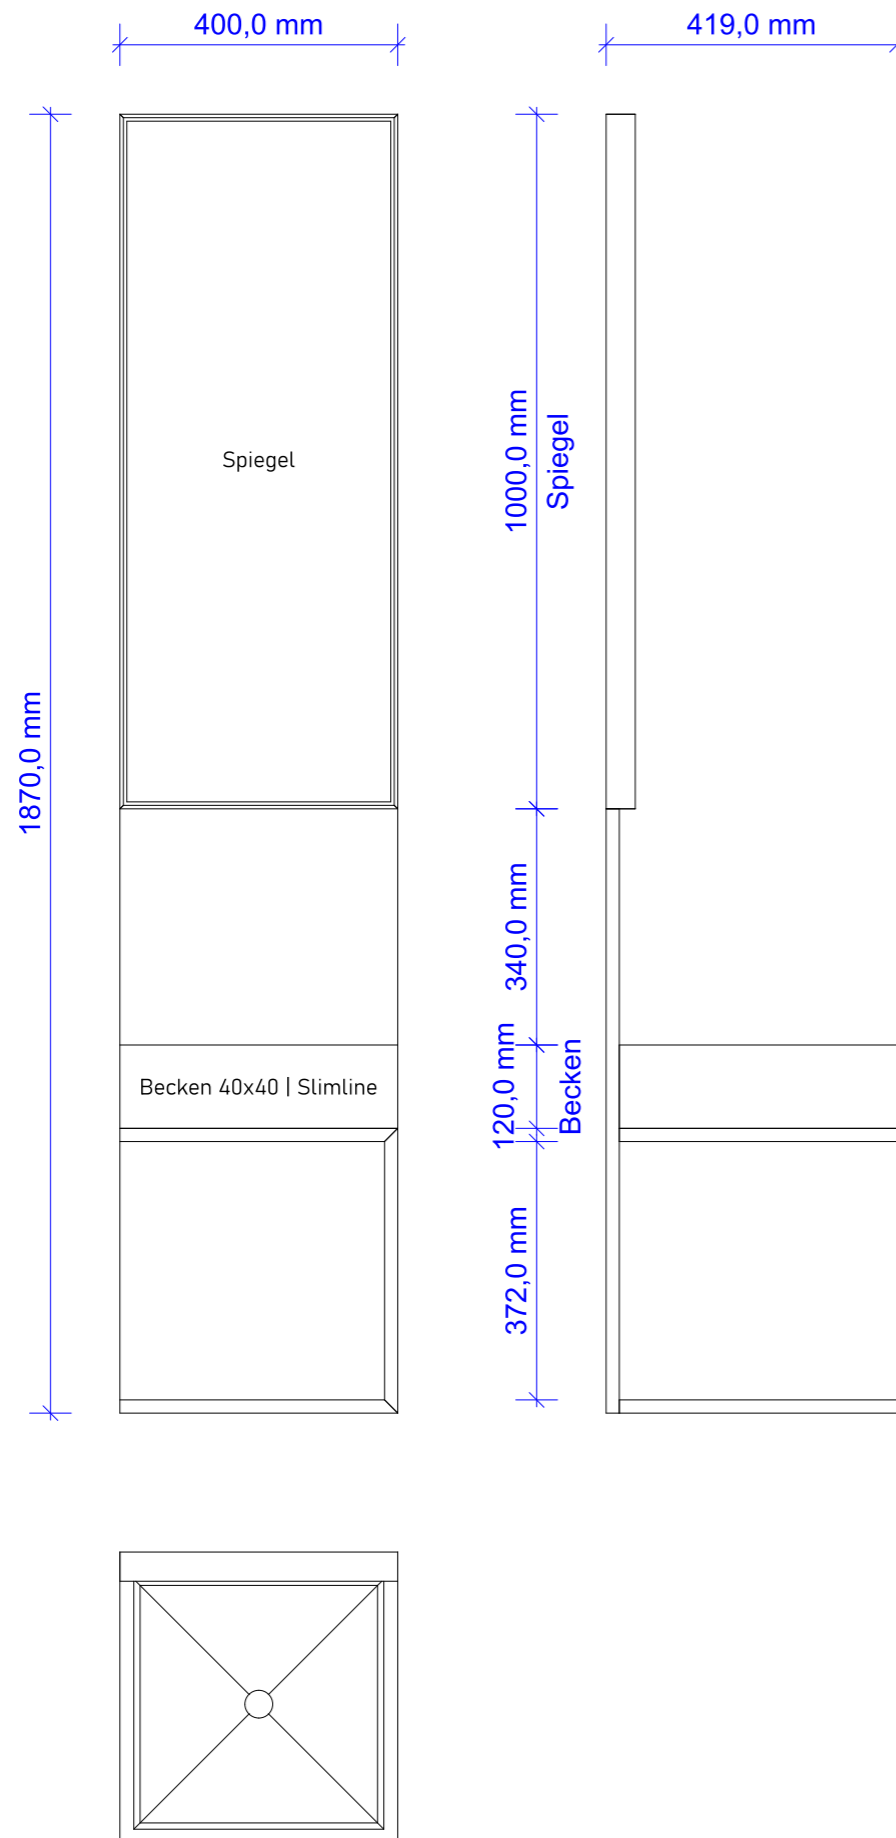 400,0 mm
419,0 mm
1870,0 mm
Spiegel
1000,0 mm
Spiegel
340,0 mm
Becken 40x40 | Slimline
120,0 mm
Becken
372,0 mm